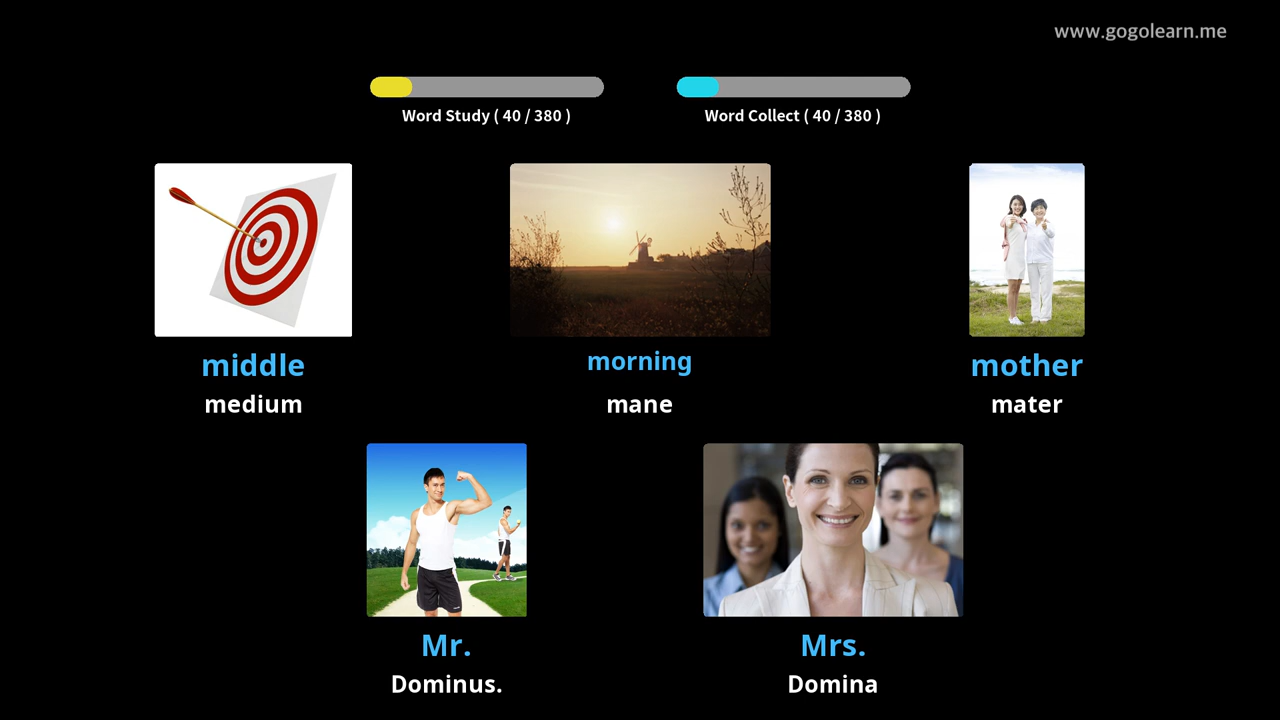 www.gogolearn.me
Word Study ( 40 / 380 )
Word Collect ( 40 / 380 )
middle
medium
morning
mane
mother
mater
Mr.
Dominus.
Mrs.
Domina